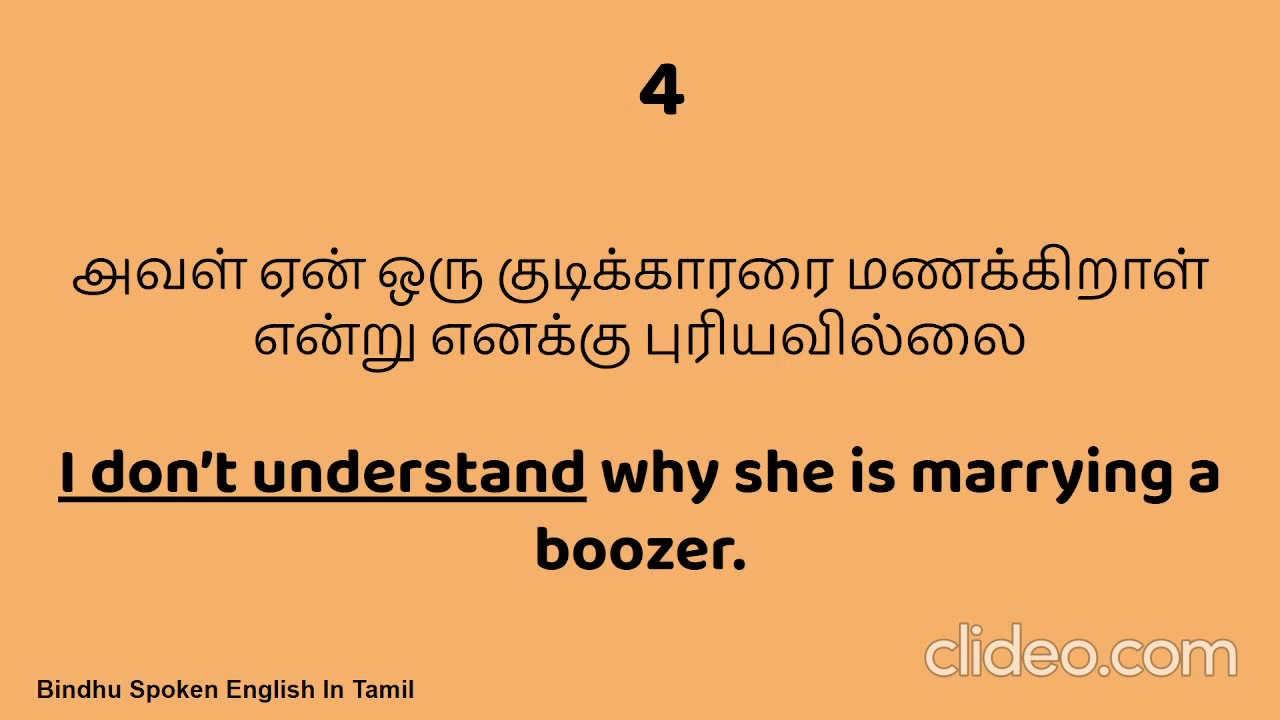 4
அவள் ஏன் ஒரு குடிக்காரரை மணக்கிறாள்
என்று எனக்கு புரியவில்லை
I don't understand why she is marrying a
boozer.
clideo.com
Bindhu Spoken English In Tamil